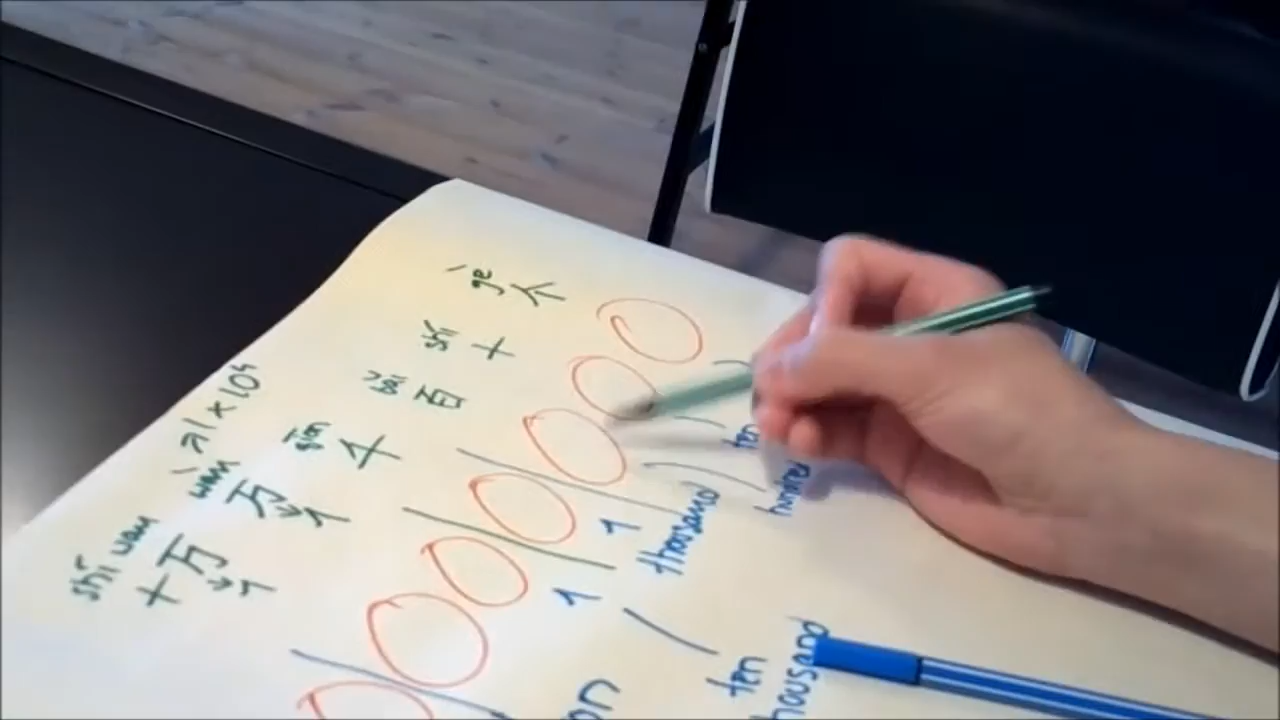 gè 个
shí 十
bǎi 百
qiān 千
wàn 万
shí wàn 十万
1
thousand
1
ten
hundred
ten
thousand